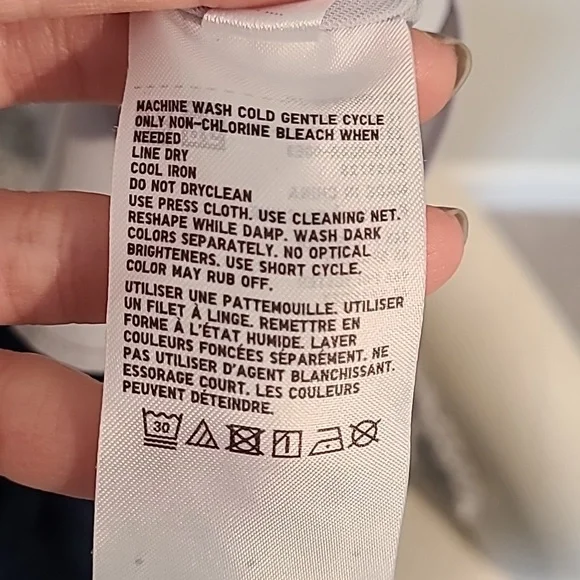 MACHINE WASH COLD GENTLE CYCLE
ONLY NON-CHLORINE BLEACH WHEN
NEEDED
LINE DRY
COOL IRON
DO NOT DRYCLEAN
USE PRESS CLOTH. USE CLEANING NET.
RESHAPE WHILE DAMP. WASH DARK
COLORS SEPARATELY. NO OPTICAL
BRIGHTENERS. USE SHORT CYCLE.
COLOR MAY RUB OFF.
UTILISER UNE PATTEMOUILLE. UTILISER
UN FILET À LINGE. REMETTRE EN
FORME À L'ÉTAT HUMIDE. LAVER
COULEURS FONCÉES SÉPARÉMENT. NE
PAS UTILISER D'AGENT BLANCHISSANT.
ESSORAGE COURT. LES COULEURS
PEUVENT DÉTEINDRE.
30